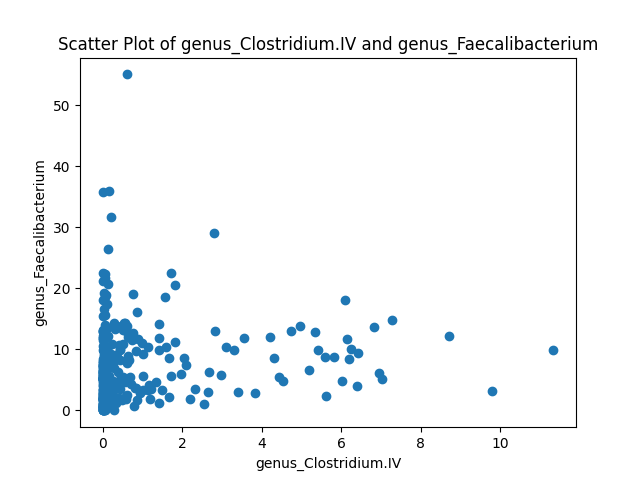 Scatter Plot of genus_Clostridium.IV and genus_Faecalibacterium
50
40
30
20
10
0
genus_Faecalibacterium
0 2 4 6 8 10
genus_Clostridium.IV